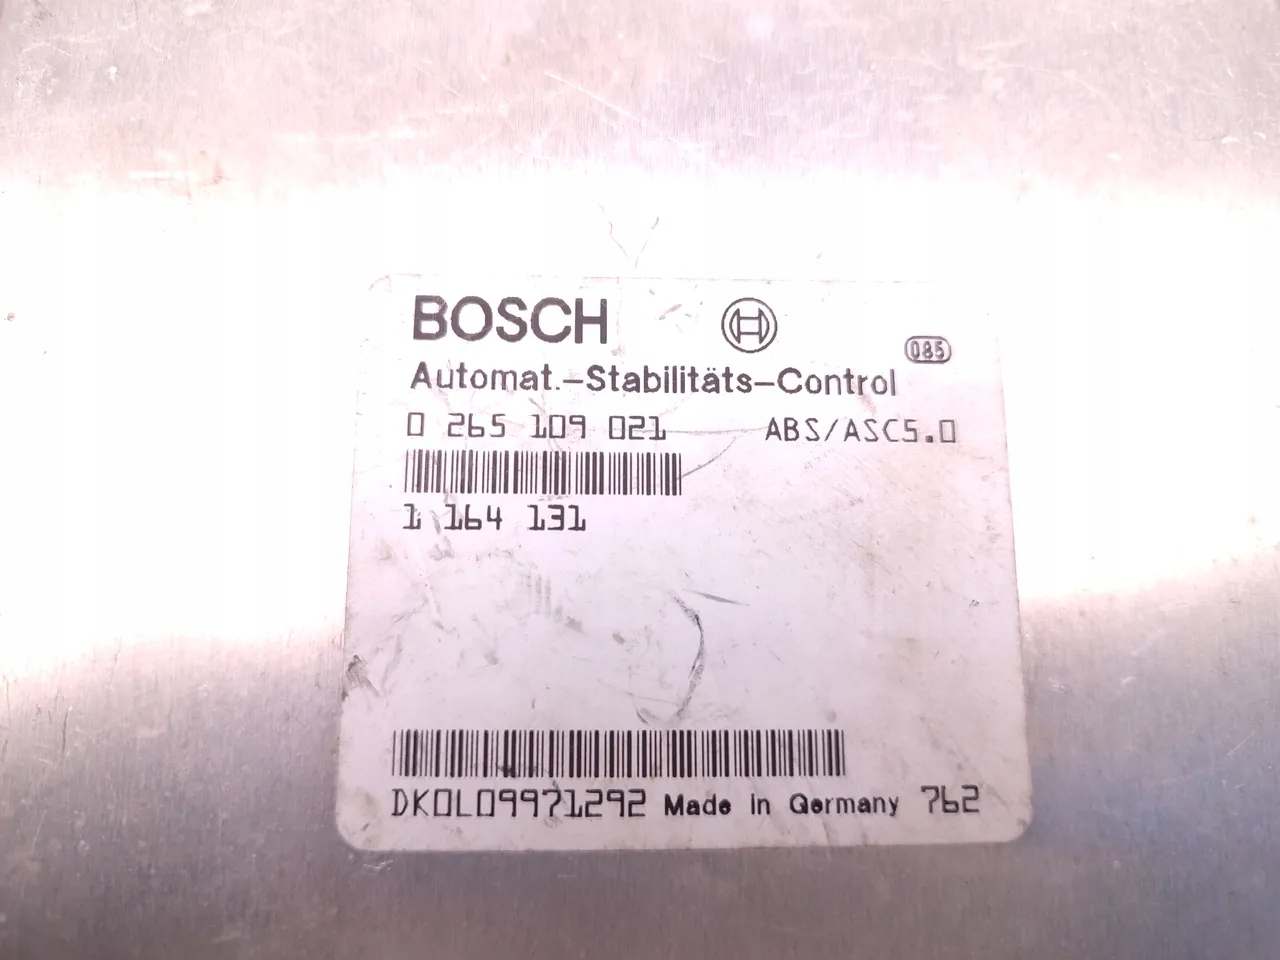 BOSCH
085
Automat.-Stabilitäts-Control
0 265 109 021 ABS/ASC5.0
1 164 131
DK0L09971292 Made in Germany 762